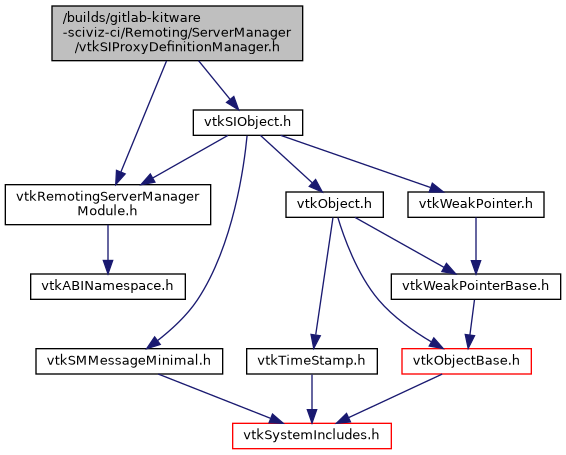 /builds/gitlab-kitware
-sciviz-ci/Remoting/ServerManager
/vtkSIProxyDefinitionManager.h
vtkSIObject.h
vtkRemotingServerManager
Module.h
vtkObject.h
vtkWeakPointer.h
vtkABINamespace.h
vtkWeakPointerBase.h
vtkSMMessageMinimal.h
vtkTimeStamp.h
vtkObjectBase.h
vtkSystemIncludes.h